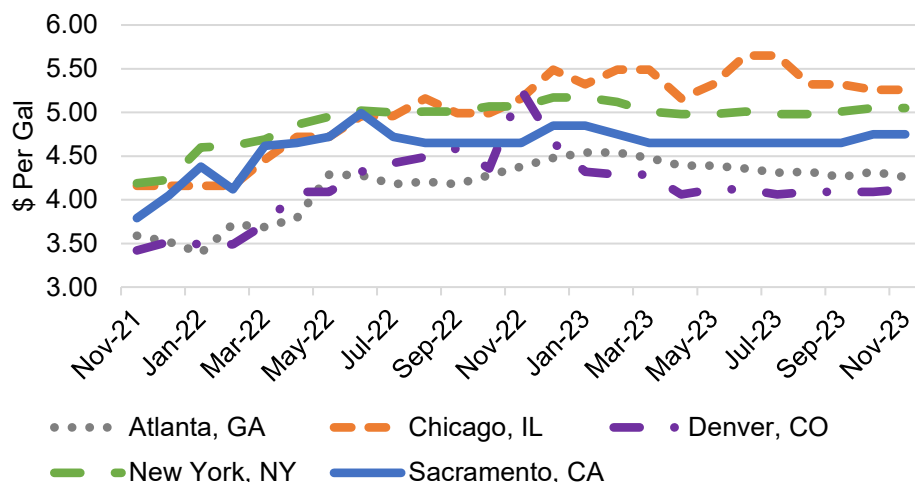 6.00
5.50
5.00
4.50
4.00
3.50
3.00
$ Per Gal
Nov-21
Jan-22
Mar-22
May-22
Jul-22
Sep-22
Nov-22
Jan-23
Mar-23
May-23
Jul-23
Sep-23
Nov-23
Atlanta, GA
Chicago, IL
Denver, CO
New York, NY
Sacramento, CA